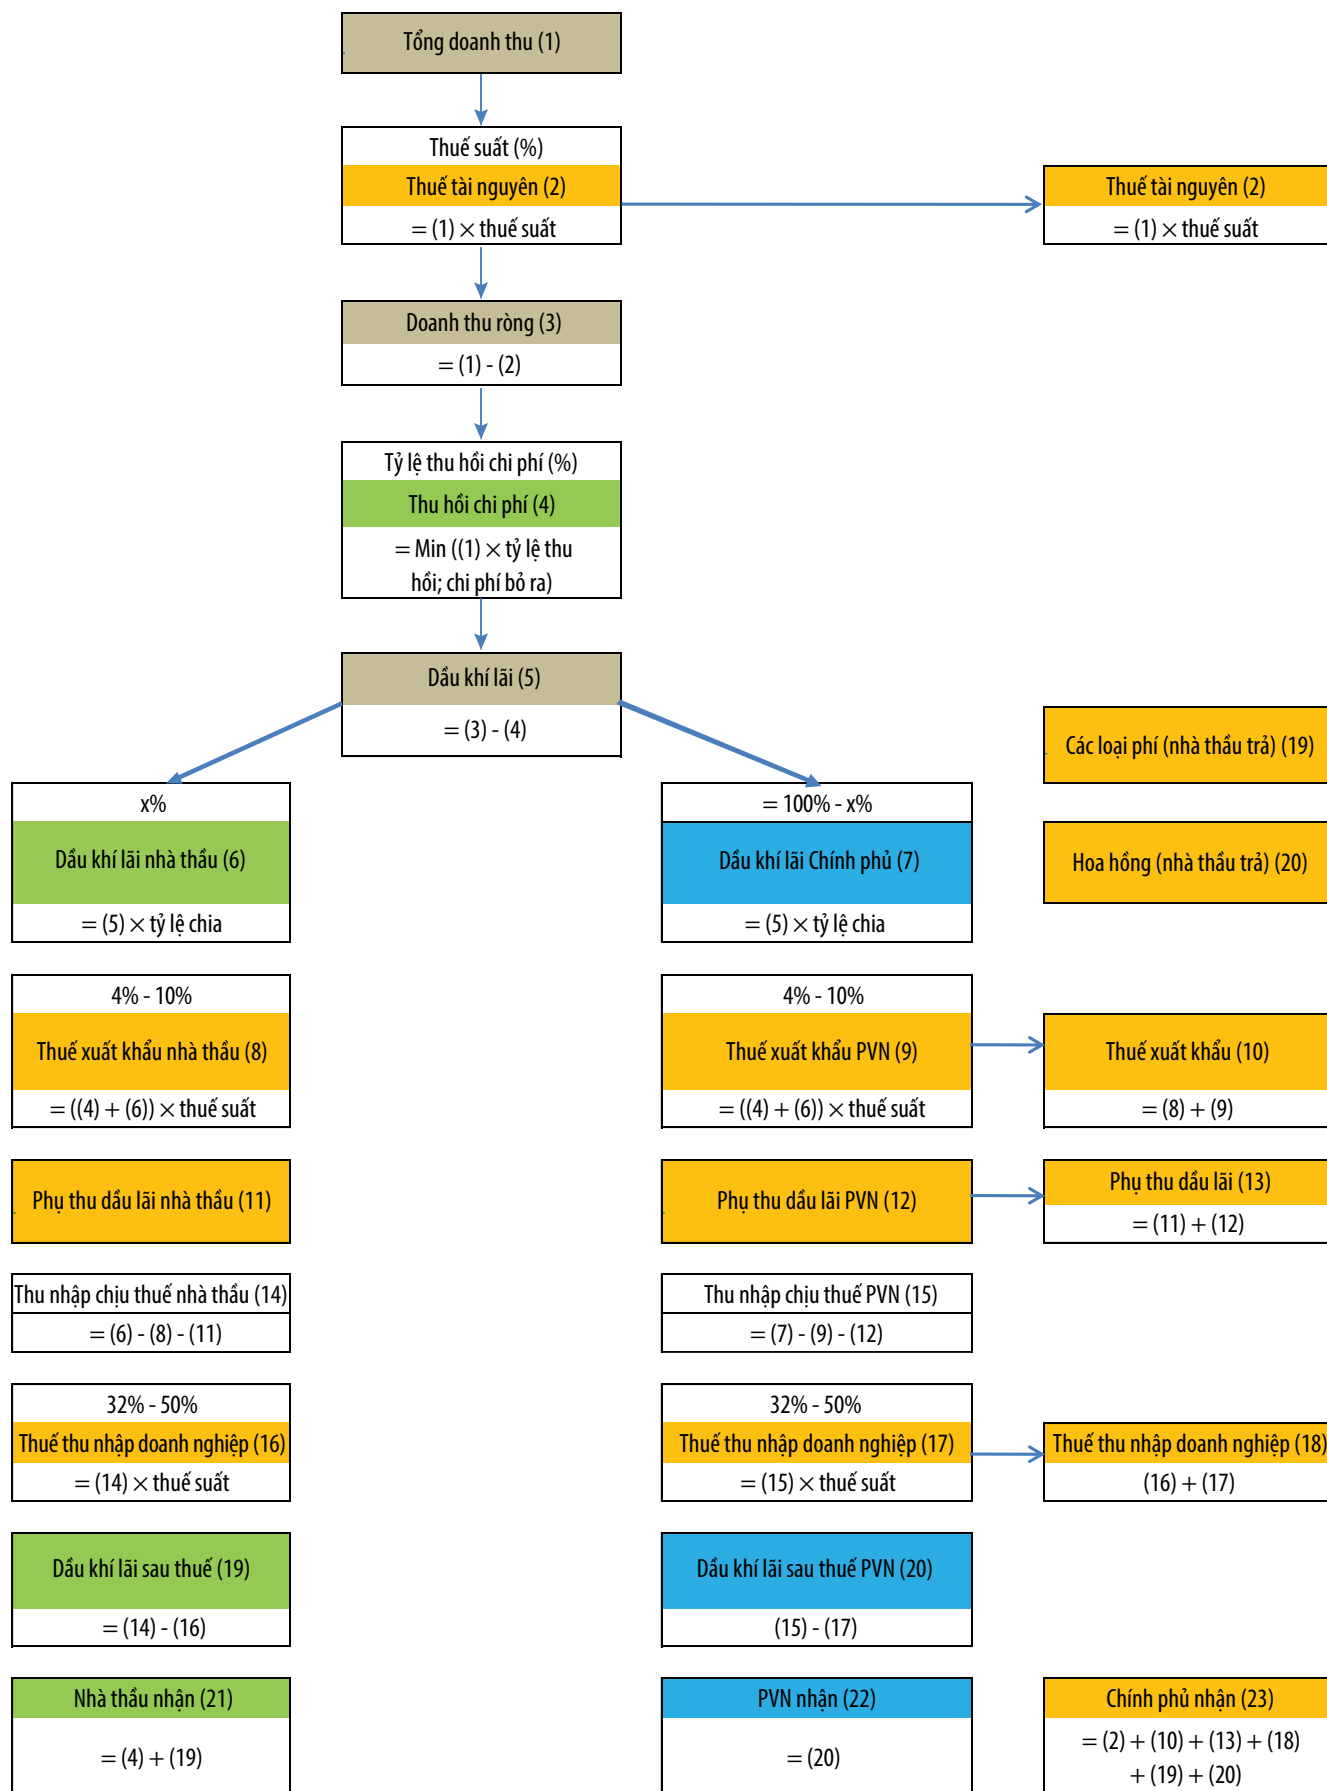 Tổng doanh thu (1)
Thuế suất (%)
Thuế tài nguyên (2)
= (1) × thuế suất
Thuế tài nguyên (2)
= (1) × thuế suất
Doanh thu ròng (3)
= (1) - (2)
Tỷ lệ thu hồi chi phí (%)
Thu hồi chi phí (4)
= Min ((1) × tỷ lệ thu
hồi; chi phí bỏ ra)
Dầu khí lãi (5)
= (3) - (4)
Các loại phí (nhà thầu trả) (19)
x%
Dầu khí lãi nhà thầu (6)
= (5) × tỷ lệ chia
= 100% - x%
Dầu khí lãi Chính phủ (7)
= (5) × tỷ lệ chia
Hoa hồng (nhà thầu trả) (20)
4% - 10%
Thuế xuất khẩu nhà thầu (8)
= ((4) + (6)) × thuế suất
4% - 10%
Thuế xuất khẩu PVN (9)
= ((4) + (6)) × thuế suất
Thuế xuất khẩu (10)
= (8) + (9)
Phụ thu dầu lãi nhà thầu (11)
Phụ thu dầu lãi PVN (12)
Phụ thu dầu lãi (13)
= (11) + (12)
Thu nhập chịu thuế nhà thầu (14)
= (6) - (8) - (11)
Thu nhập chịu thuế PVN (15)
= (7) - (9) - (12)
32% - 50%
Thuế thu nhập doanh nghiệp (16)
= (14) × thuế suất
32% - 50%
Thuế thu nhập doanh nghiệp (17)
= (15) × thuế suất
Thuế thu nhập doanh nghiệp (18)
(16) + (17)
Dầu khí lãi sau thuế (19)
= (14) - (16)
Dầu khí lãi sau thuế PVN (20)
(15) - (17)
Nhà thầu nhận (21)
= (4) + (19)
PVN nhận (22)
= (20)
Chính phủ nhận (23)
= (2) + (10) + (13) + (18)
+ (19) + (20)